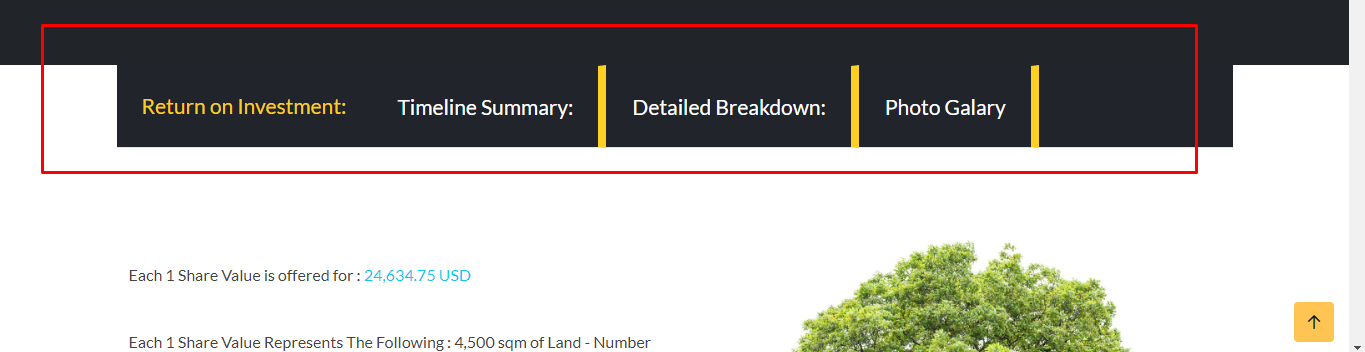 Return on Investment: Timeline Summary: Detailed Breakdown: Photo Galary
Each 1 Share Value is offered for : 24,634.75 USD
Each 1 Share Value Represents The Following : 4,500 sqm of Land - Number